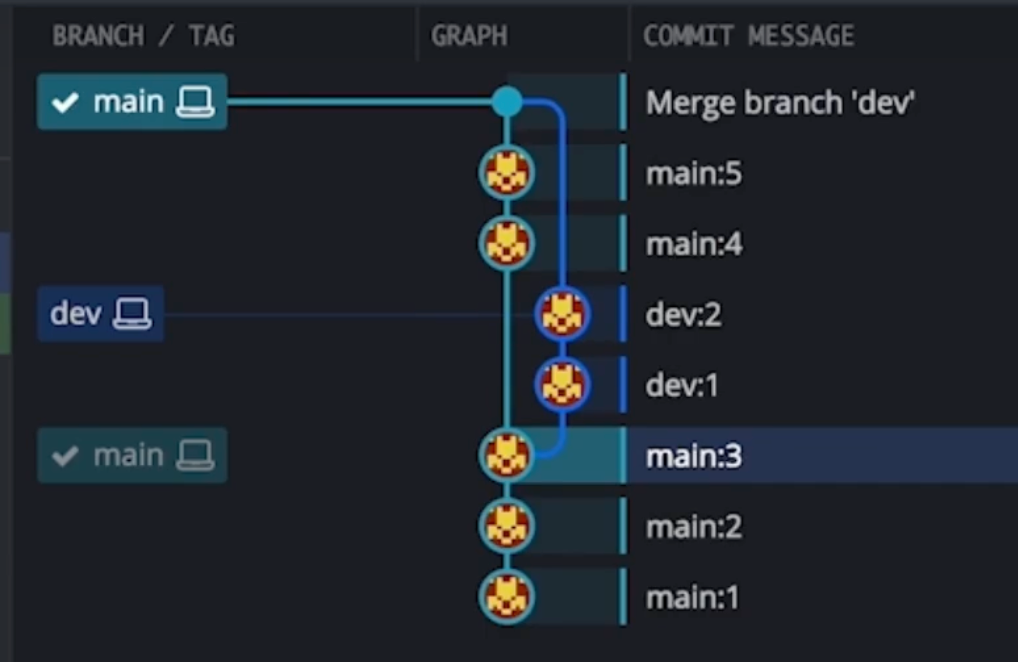 BRANCH / TAG GRAPH COMMIT MESSAGE
main Merge branch 'dev'
main:5
main:4
dev dev:2
dev:1
main main:3
main:2
main:1